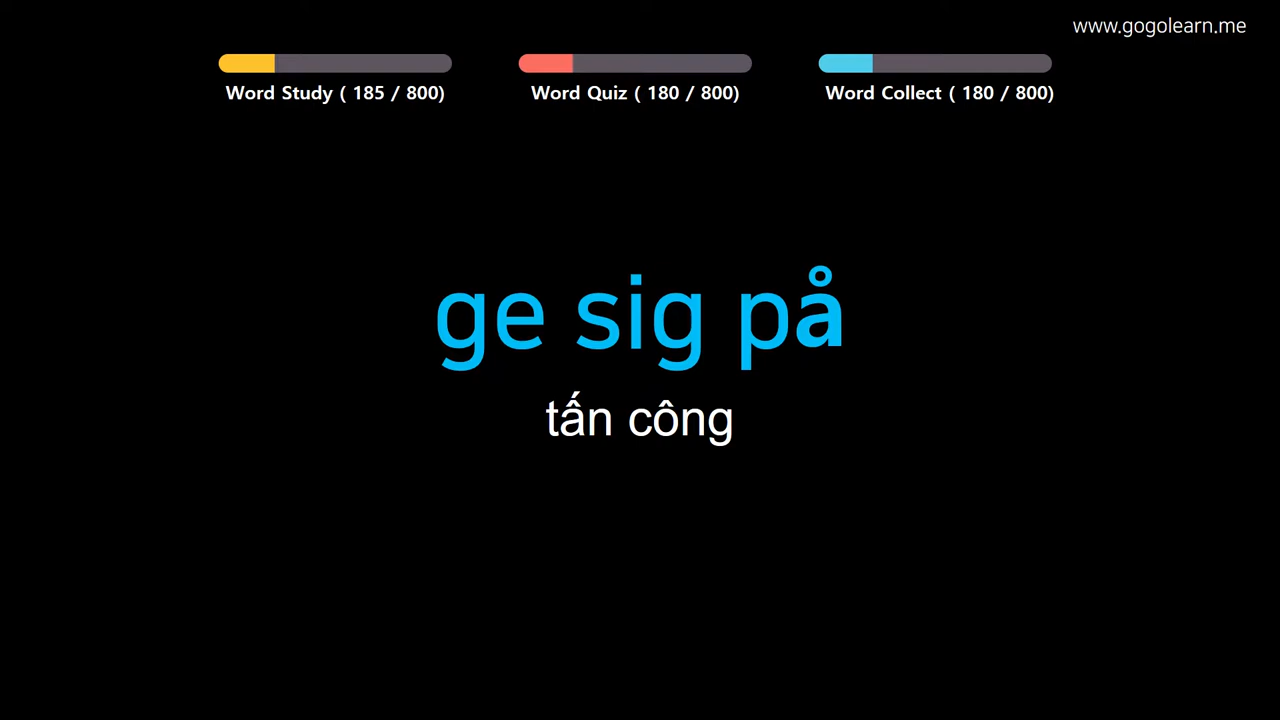 www.gogolearn.me
Word Study ( 185 / 800)
Word Quiz ( 180 / 800)
Word Collect ( 180 / 800)
ge sig på
tấn công